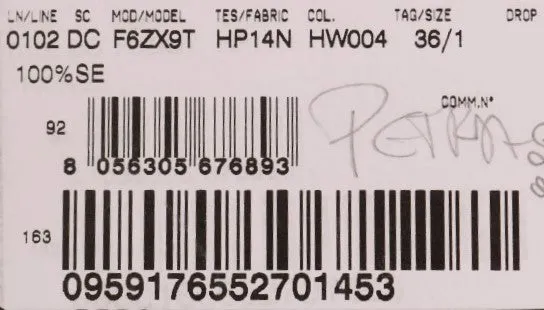 LN/LINE SC MOD/MODEL TES/FABRIC COL. TAG/SIZE DROP
0102 DC F6ZX9T HP14N HW004 36/1
100%SE
COMM.N°
92
8 056305 676893
163
0959176552701453